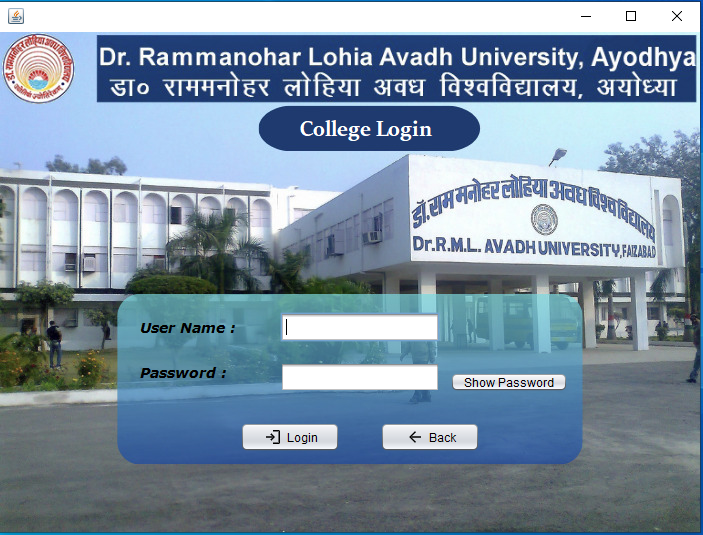 Dr. Rammanohar Lohia Avadh University, Ayodhya
डा० राममनोहर लोहिया अवध विश्वविद्यालय, अयोध्या
College Login
डॉ. राम मनोहर लोहिया अवध विश्व विद्यालय
Dr. R.M.L. AVADH UNIVERSITY, FAIZABAD
User Name :
Password :
Show Password
Login
Back